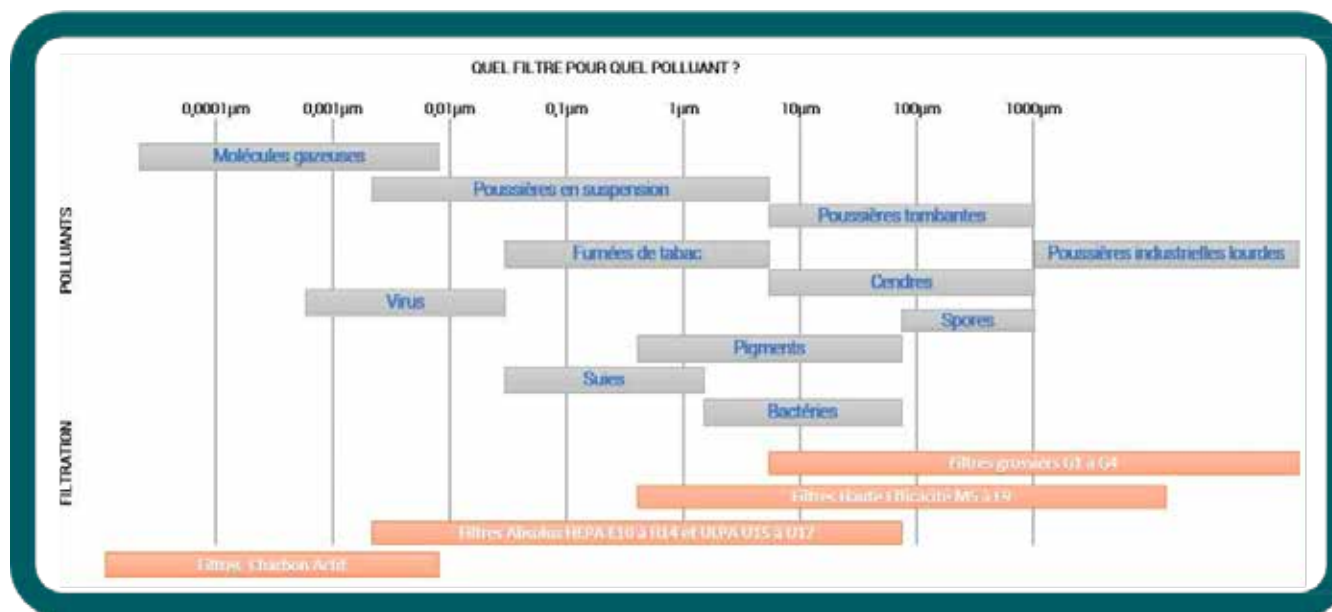 QUEL FILTRE POUR QUEL POLLUANT ?
0,0001µm 0,001µm 0,01µm 0,1µm 1µm 10µm 100µm 1000µm
POLLUANTS
Molécules gazeuses
Poussières en suspension
Poussières tombantes
Fumées de tabac
Poussières industrielles lourdes
Cendres
Virus
Spores
Pigments
Suies
Bactéries
FILTRATION
Filtres grossiers G1 à G4
Filtres Haute Efficacité M5 à F9
Filtres Absolus HEPA E10 à H14 et ULPA U15 à U17
Filtres Charbon Actif